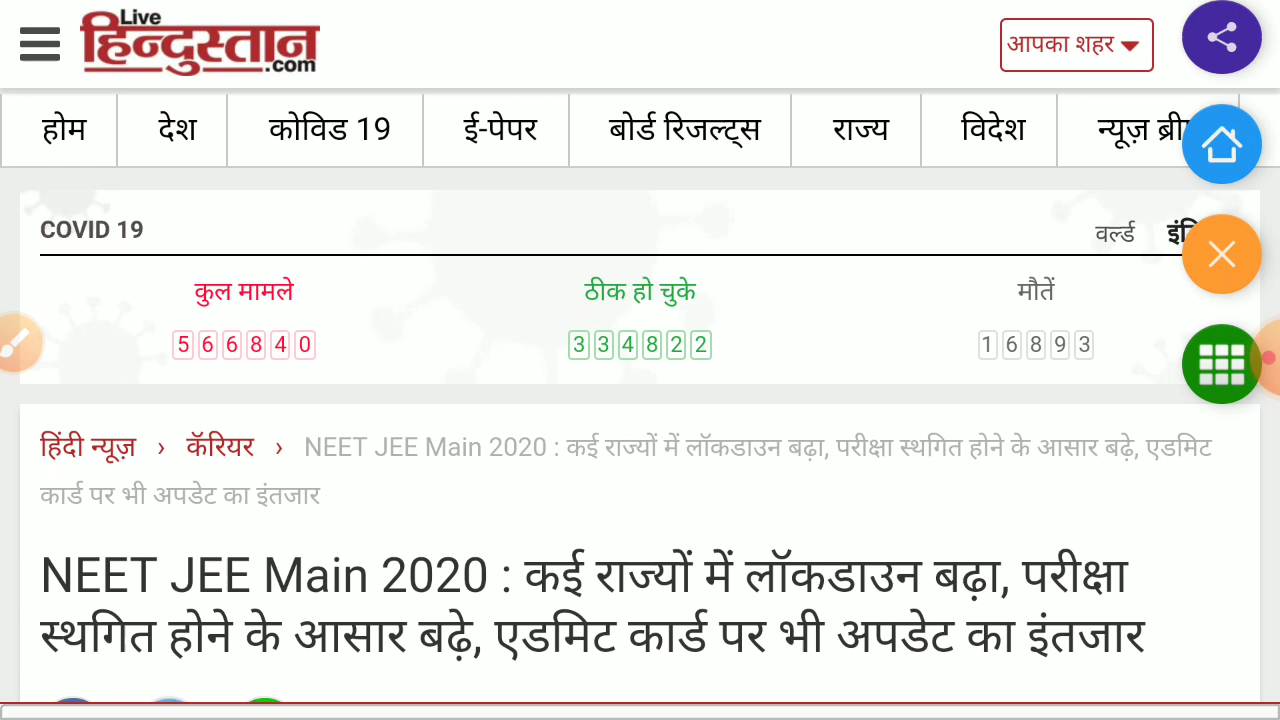 Live
हिन्दुस्तान
.com
आपका शहर
होम देश कोविड 19 ई-पेपर बोर्ड रिजल्ट्स राज्य विदेश न्यूज़
COVID 19 वर्ल्ड
कुल मामले ठीक हो चुके मौतें
566840 334822 16893
हिंदी न्यूज़ › कॅरियर › NEET JEE Main 2020 : कई राज्यों में लॉकडाउन बढ़ा, परीक्षा स्थगित होने के आसार बढ़े, एडमिट
कार्ड पर भी अपडेट का इंतजार
NEET JEE Main 2020 : कई राज्यों में लॉकडाउन बढ़ा, परीक्षा
स्थगित होने के आसार बढ़े, एडमिट कार्ड पर भी अपडेट का इंतजार